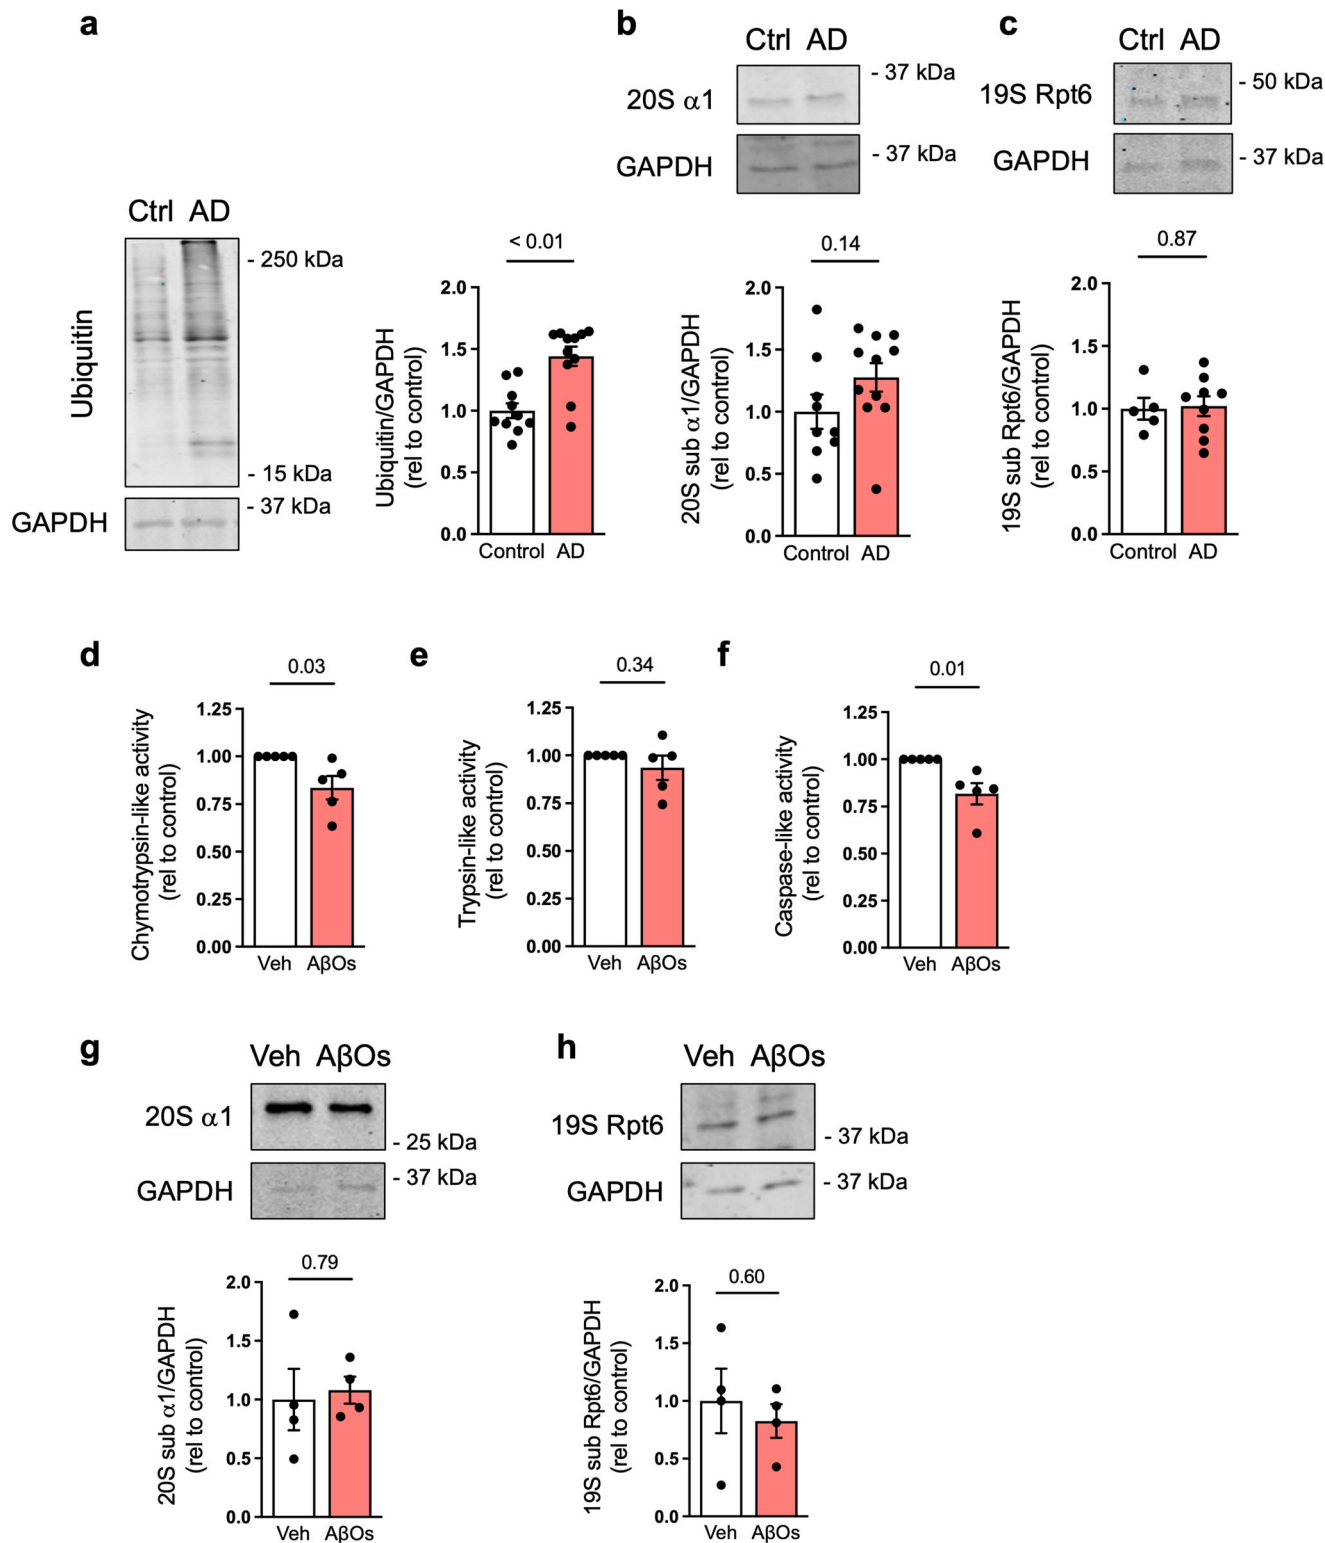 a
Ctrl AD
Ubiquitin
- 250 kDa
- 15 kDa
GAPDH
- 37 kDa
< 0.01
Ubiquitin/GAPDH
(rel to control)
2.0
1.5
1.0
0.5
0.0
Control AD
b
Ctrl AD
20S α1
- 37 kDa
GAPDH
- 37 kDa
0.14
20S sub α1/GAPDH
(rel to control)
2.0
1.5
1.0
0.5
0.0
Control AD
c
Ctrl AD
19S Rpt6
- 50 kDa
GAPDH
- 37 kDa
0.87
19S sub Rpt6/GAPDH
(rel to control)
2.0
1.5
1.0
0.5
0.0
Control AD
d
0.03
Chymotrypsin-like activity
(rel to control)
1.25
1.00
0.75
0.50
0.25
0.00
Veh AβOs
e
0.34
Trypsin-like activity
(rel to control)
1.25
1.00
0.75
0.50
0.25
0.00
Veh AβOs
f
0.01
Caspase-like activity
(rel to control)
1.25
1.00
0.75
0.50
0.25
0.00
Veh AβOs
g
Veh AβOs
20S α1
- 25 kDa
GAPDH
- 37 kDa
0.79
20S sub α1/GAPDH
(rel to control)
2.0
1.5
1.0
0.5
0.0
Veh AβOs
h
Veh AβOs
19S Rpt6
- 37 kDa
GAPDH
- 37 kDa
0.60
19S sub Rpt6/GAPDH
(rel to control)
2.0
1.5
1.0
0.5
0.0
Veh AβOs